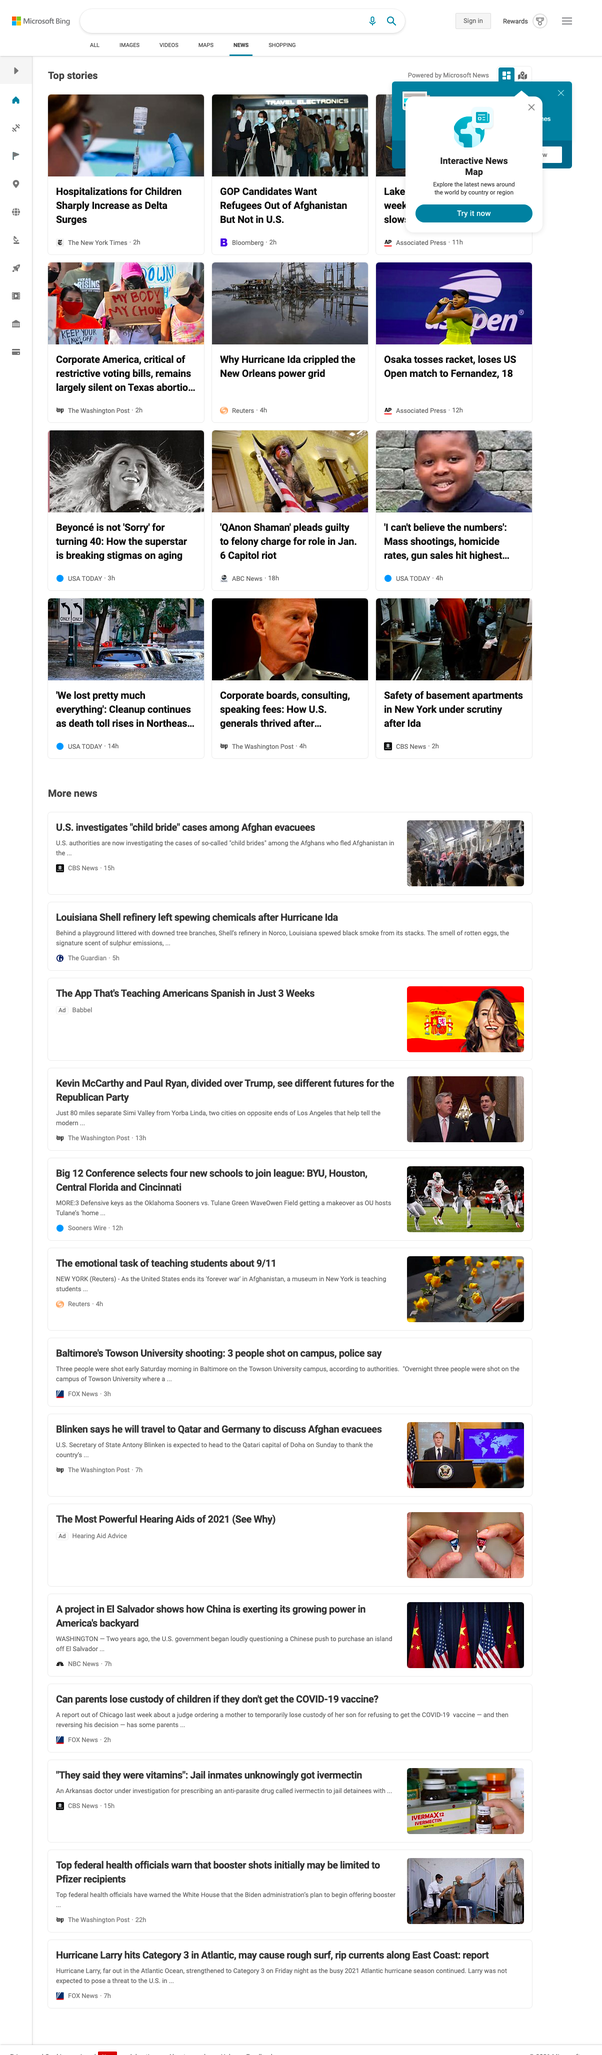 Microsoft Bing
Sign in
Rewards
ALL
IMAGES
VIDEOS
MAPS
NEWS
SHOPPING
Top stories
Powered by Microsoft News
Interactive News
Map
Explore the latest news around
the world by country or region
Try it now
TRAVEL ELECTRONICS
Hospitalizations for Children
Sharply Increase as Delta
Surges
The New York Times · 2h
GOP Candidates Want
Refugees Out of Afghanistan
But Not in U.S.
Bloomberg · 2h
Lake
week
slow
AP Associated Press · 11h
MY BODY
MY CHOI
KEEP YOUR
Corporate America, critical of
restrictive voting bills, remains
largely silent on Texas abortio...
wp The Washington Post · 2h
Why Hurricane Ida crippled the
New Orleans power grid
Reuters · 4h
Osaka tosses racket, loses US
Open match to Fernandez, 18
AP Associated Press · 12h
Beyoncé is not 'Sorry' for
turning 40: How the superstar
is breaking stigmas on aging
USA TODAY · 3h
'QAnon Shaman' pleads guilty
to felony charge for role in Jan.
6 Capitol riot
ABC News · 18h
'I can't believe the numbers':
Mass shootings, homicide
rates, gun sales hit highest...
USA TODAY · 4h
ONLY ONLY
'We lost pretty much
everything': Cleanup continues
as death toll rises in Northeas...
USA TODAY · 14h
Corporate boards, consulting,
speaking fees: How U.S.
generals thrived after...
wp The Washington Post · 4h
Safety of basement apartments
in New York under scrutiny
after Ida
CBS News · 2h
More news
U.S. investigates "child bride" cases among Afghan evacuees
U.S. authorities are now investigating the cases of so-called "child brides" among the Afghans who fled Afghanistan in
the ...
CBS News · 15h
Louisiana Shell refinery left spewing chemicals after Hurricane Ida
Behind a playground littered with downed tree branches, Shell's refinery in Norco, Louisiana spewed black smoke from its stacks. The smell of rotten eggs, the
signature scent of sulphur emissions, ...
The Guardian · 5h
The App That's Teaching Americans Spanish in Just 3 Weeks
Ad Babbel
Kevin McCarthy and Paul Ryan, divided over Trump, see different futures for the
Republican Party
Just 80 miles separate Simi Valley from Yorba Linda, two cities on opposite ends of Los Angeles that help tell the
modern ...
wp The Washington Post · 13h
Big 12 Conference selects four new schools to join league: BYU, Houston,
Central Florida and Cincinnati
MORE:3 Defensive keys as the Oklahoma Sooners vs. Tulane Green WaveOwen Field getting a makeover as OU hosts
Tulane's 'home ...
Sooners Wire · 12h
The emotional task of teaching students about 9/11
NEW YORK (Reuters) - As the United States ends its 'forever war' in Afghanistan, a museum in New York is teaching
students ...
Reuters · 4h
Baltimore's Towson University shooting: 3 people shot on campus, police say
Three people were shot early Saturday morning in Baltimore on the Towson University campus, according to authorities. "Overnight three people were shot on the
campus of Towson University where a ...
FOX News · 3h
Blinken says he will travel to Qatar and Germany to discuss Afghan evacuees
U.S. Secretary of State Antony Blinken is expected to head to the Qatari capital of Doha on Sunday to thank the
country's ...
wp The Washington Post · 7h
The Most Powerful Hearing Aids of 2021 (See Why)
Ad Hearing Aid Advice
A project in El Salvador shows how China is exerting its growing power in
America's backyard
WASHINGTON — Two years ago, the U.S. government began loudly questioning a Chinese push to purchase an island
off El Salvador ...
NBC News · 7h
Can parents lose custody of children if they don't get the COVID-19 vaccine?
A report out of Chicago last week about a judge ordering a mother to temporarily lose custody of her son for refusing to get the COVID-19 vaccine — and then
reversing his decision — has some parents ...
FOX News · 2h
"They said they were vitamins": Jail inmates unknowingly got ivermectin
An Arkansas doctor under investigation for prescribing an anti-parasite drug called ivermectin to jail detainees with ...
CBS News · 15h
IVERMAX 12
IVERMECTIN
Top federal health officials warn that booster shots initially may be limited to
Pfizer recipients
Top federal health officials have warned the White House that the Biden administration's plan to begin offering booster
...
wp The Washington Post · 22h
Hurricane Larry hits Category 3 in Atlantic, may cause rough surf, rip currents along East Coast: report
Hurricane Larry, far out in the Atlantic Ocean, strengthened to Category 3 on Friday night as the busy 2021 Atlantic hurricane season continued. Larry was not
expected to pose a threat to the U.S. in ...
FOX News · 7h